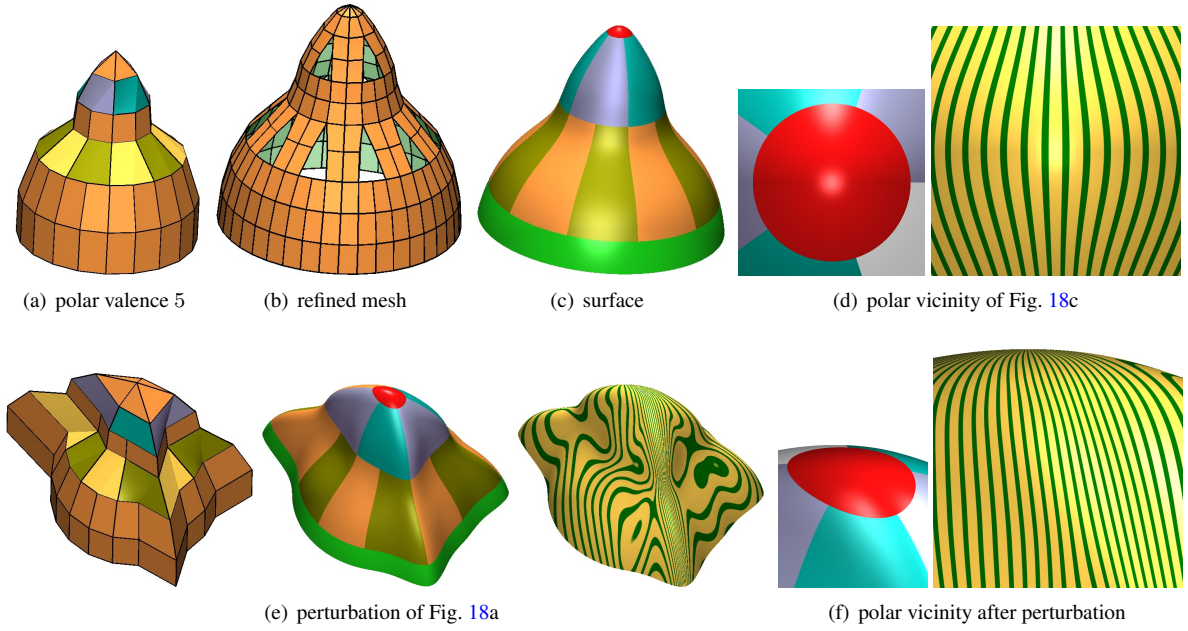 (a) polar valence 5
(b) refined mesh
(c) surface
(d) polar vicinity of Fig. 18c
(e) perturbation of Fig. 18a
(f) polar vicinity after perturbation